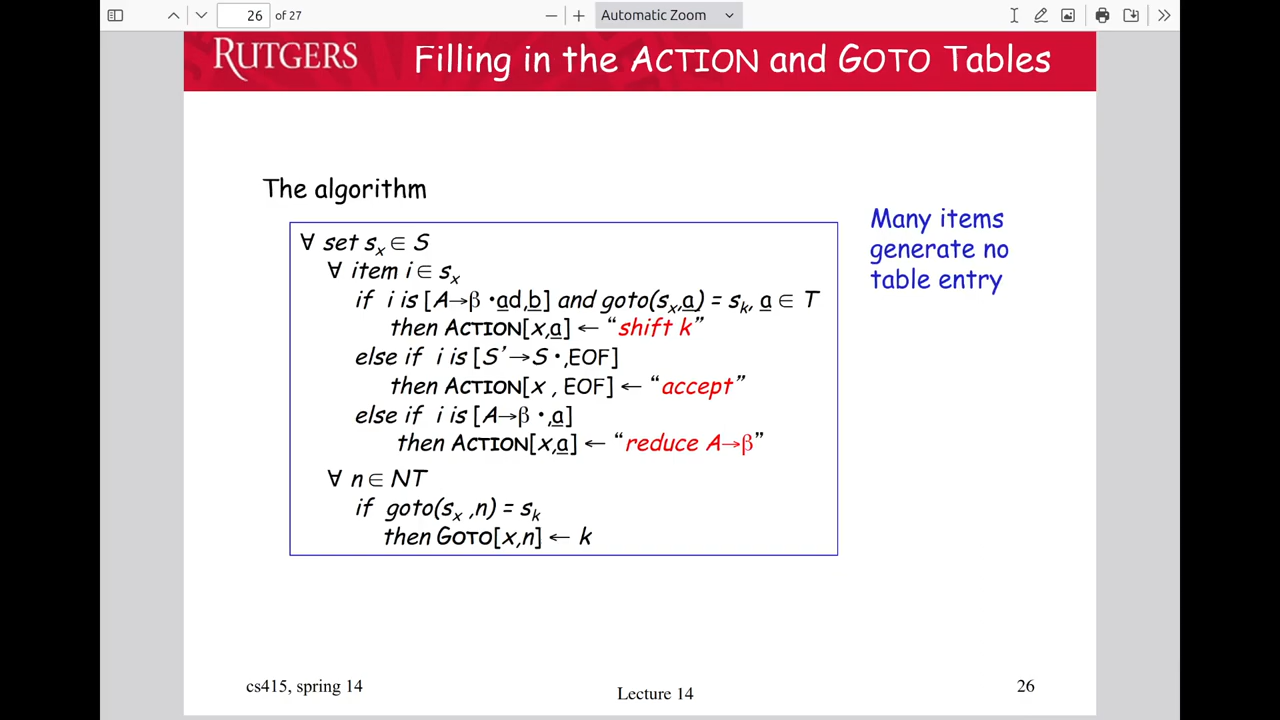 26 of 27
Automatic Zoom
RUTGERS
Filling in the ACTION and GOTO Tables
The algorithm
∀ set sₓ ∈ S
∀ item i ∈ sₓ
if i is [A→β •ad,b] and goto(sₓ,a) = sₖ, a ∈ T
then ACTION[x,a] ← “shift k”
else if i is [S’→S •,EOF]
then ACTION[x , EOF] ← “accept”
else if i is [A→β •,a]
then ACTION[x,a] ← “reduce A→β”
∀ n ∈ NT
if goto(sₓ ,n) = sₖ
then GOTO[x,n] ← k
Many items
generate no
table entry
cs415, spring 14
Lecture 14
26